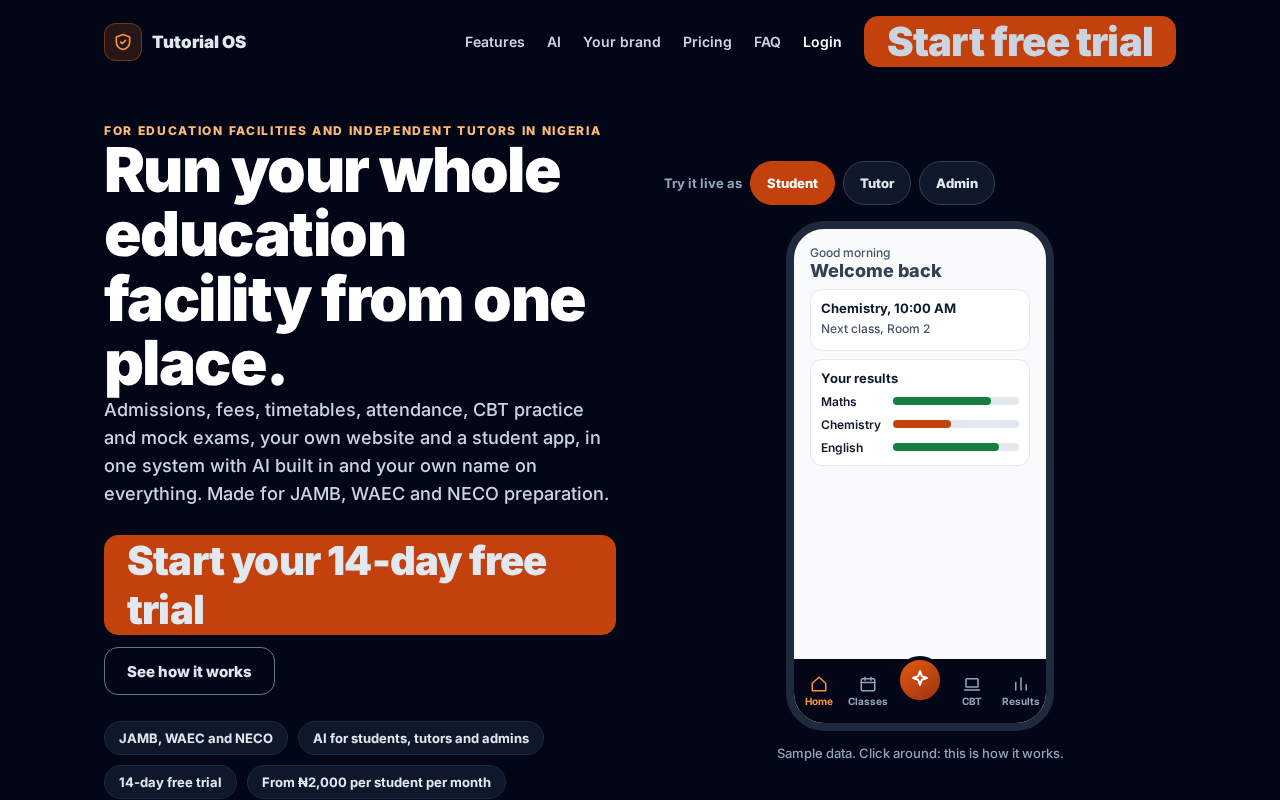 Tutorial OS
Features
AI
Your brand
Pricing
FAQ
Login
Start free trial
FOR EDUCATION FACILITIES AND INDEPENDENT TUTORS IN NIGERIA
Run your whole
education
facility from one
place.
Admissions, fees, timetables, attendance, CBT practice
and mock exams, your own website and a student app, in
one system with AI built in and your own name on
everything. Made for JAMB, WAEC and NECO preparation.
Start your 14-day free
trial
See how it works
JAMB, WAEC and NECO
AI for students, tutors and admins
14-day free trial
From ₦2,000 per student per month
Try it live as
Student
Tutor
Admin
Good morning
Welcome back
Chemistry, 10:00 AM
Next class, Room 2
Your results
Maths
Chemistry
English
Home
Classes
CBT
Results
Sample data. Click around: this is how it works.